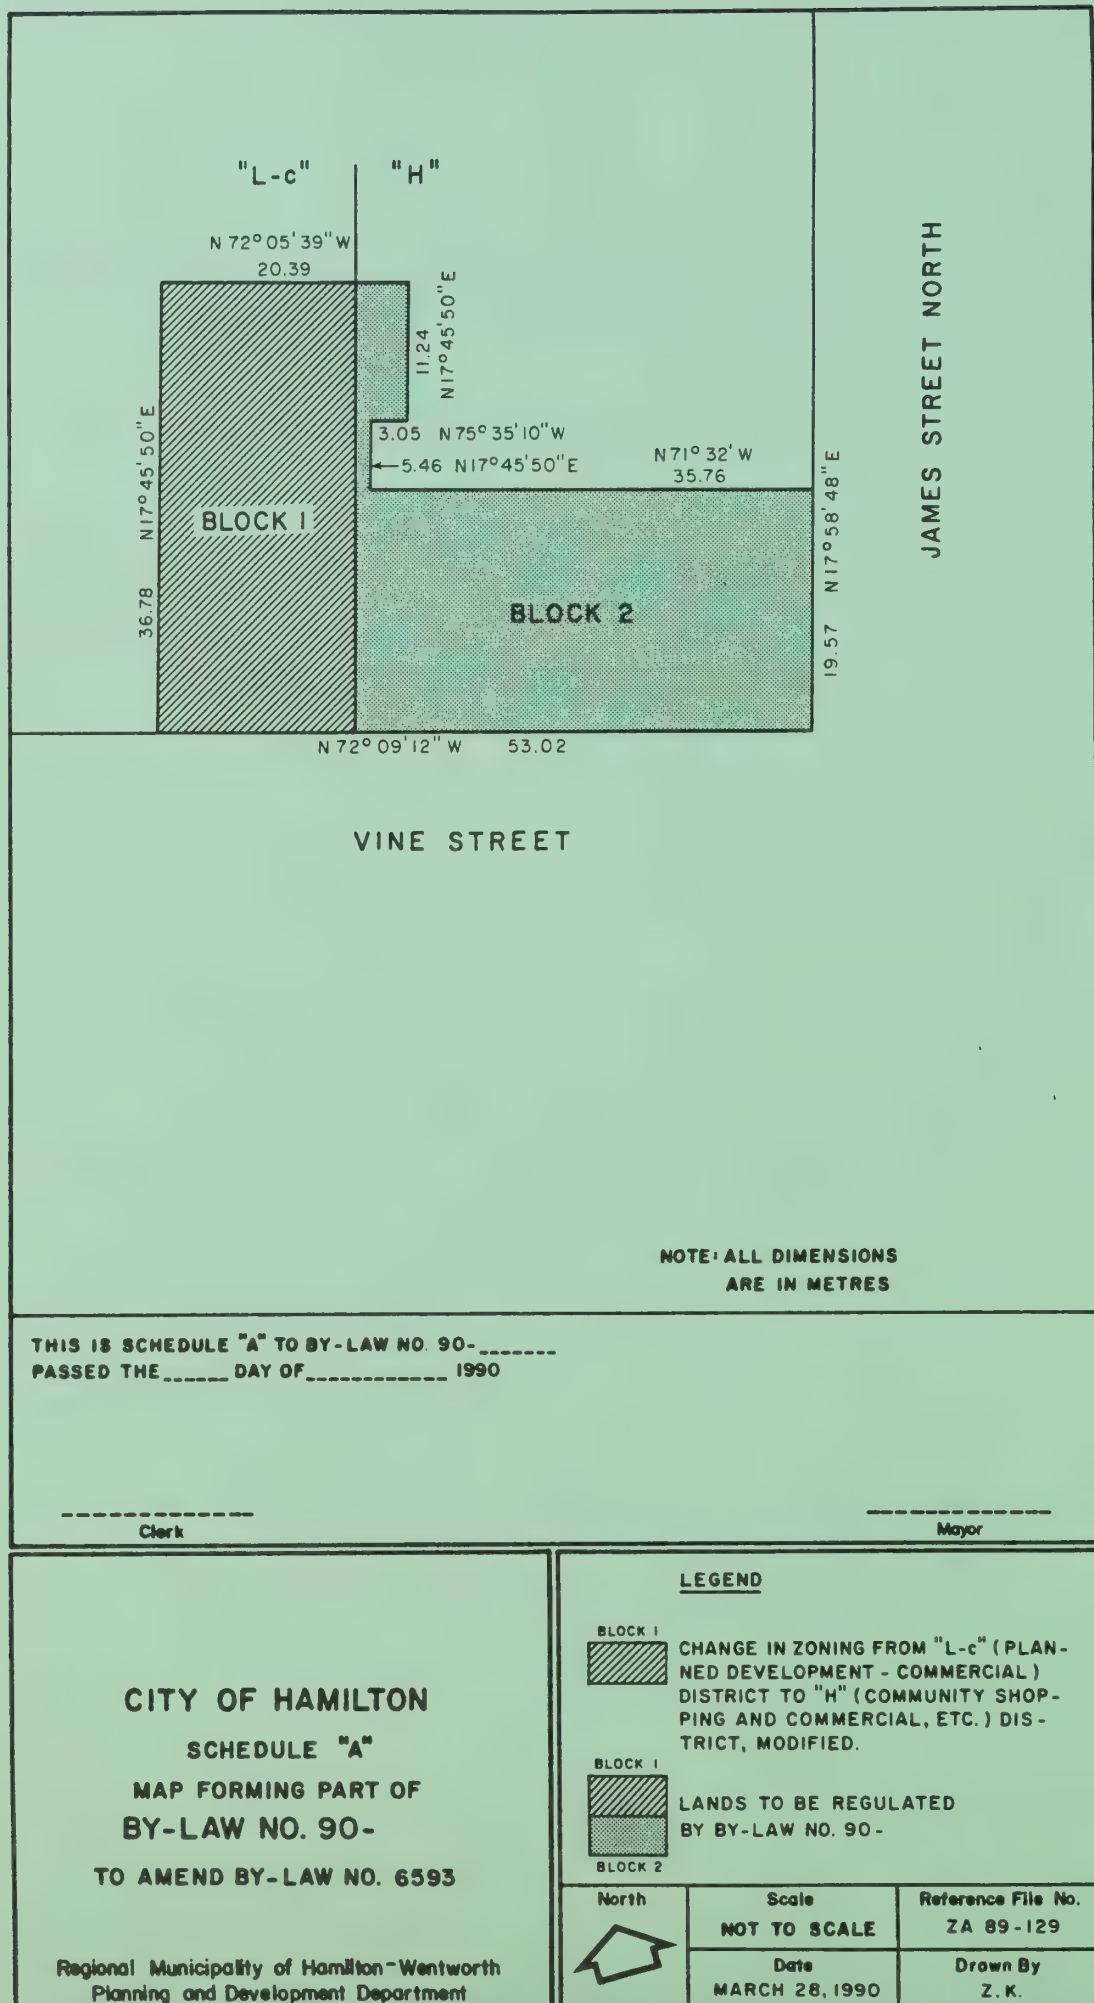 "L-c" "H"
N 72° 05' 39" W
20.39
11.24
N17° 45' 50" E
3.05 N75° 35' 10" W
5.46 N17° 45' 50" E
N71° 32' W
35.76
36.78 N17° 45' 50" E
BLOCK 1
BLOCK 2
19.57 N17° 58' 48" E
JAMES STREET NORTH
N 72° 09' 12" W 53.02
VINE STREET
NOTE: ALL DIMENSIONS
ARE IN METRES
THIS IS SCHEDULE "A" TO BY-LAW NO. 90-_______
PASSED THE ______ DAY OF ____________ 1990
Clerk
Mayor
CITY OF HAMILTON
SCHEDULE "A"
MAP FORMING PART OF
BY-LAW NO. 90-
TO AMEND BY-LAW NO. 6593
Regional Municipality of Hamilton-Wentworth
Planning and Development Department
LEGEND
BLOCK 1
CHANGE IN ZONING FROM "L-c" (PLAN-
NED DEVELOPMENT - COMMERCIAL)
DISTRICT TO "H" (COMMUNITY SHOP-
PING AND COMMERCIAL, ETC.) DIS-
TRICT, MODIFIED.
BLOCK 1
LANDS TO BE REGULATED
BY BY-LAW NO. 90-
BLOCK 2
North
Scale
NOT TO SCALE
Reference File No.
ZA 89-129
Date
MARCH 28, 1990
Drawn By
Z. K.